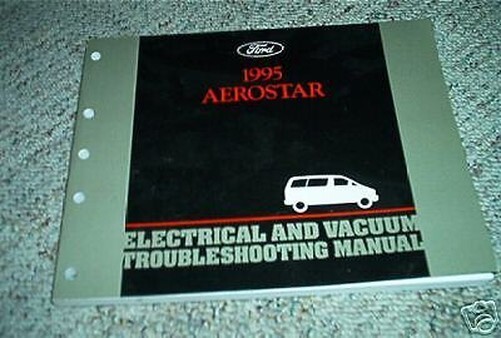 Ford
1995
AEROSTAR
ELECTRICAL AND VACUUM
TROUBLESHOOTING MANUAL